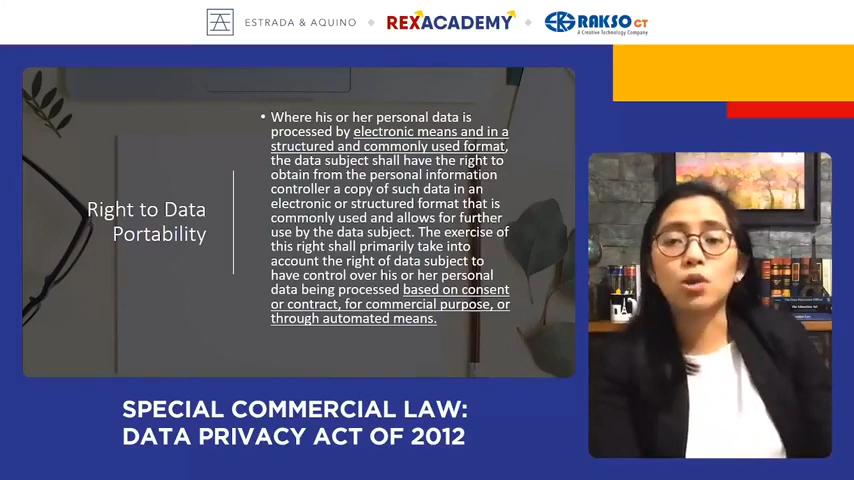 ESTRADA & AQUINO
REXACADEMY
RAKSO CT
A Creative Technology Company
Right to Data
Portability
• Where his or her personal data is
processed by electronic means and in a
structured and commonly used format,
the data subject shall have the right to
obtain from the personal information
controller a copy of such data in an
electronic or structured format that is
commonly used and allows for further
use by the data subject. The exercise of
this right shall primarily take into
account the right of data subject to
have control over his or her personal
data being processed based on consent
or contract, for commercial purpose, or
through automated means.
SPECIAL COMMERCIAL LAW:
DATA PRIVACY ACT OF 2012